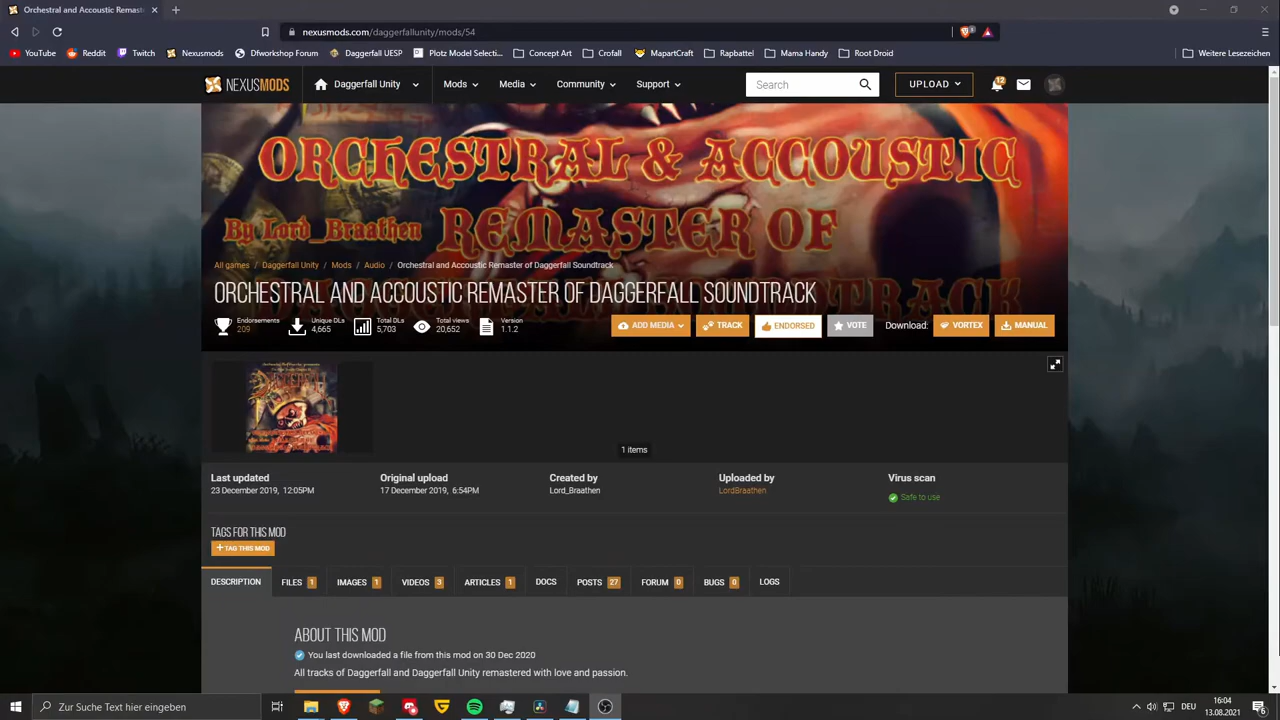 Orchestral and Accoustic Remaste
nexusmods.com/daggerfallunity/mods/54
YouTube Reddit Twitch Nexusmods Dfworkshop Forum Daggerfall UESP Plotz Model Selecti... Concept Art Crofall MapartCraft Rapbattel Mama Handy Root Droid Weitere Lesezeichen
NEXUSMODS Daggerfall Unity Mods Media Community Support Search UPLOAD 12
ORCHESTRAL & ACCOUSTIC
By Lord_Braathen REMASTER OF
All games / Daggerfall Unity / Mods / Audio / Orchestral and Accoustic Remaster of Daggerfall Soundtrack
ORCHESTRAL AND ACCOUSTIC REMASTER OF DAGGERFALL SOUNDTRACK
Endorsements Unique DLs Total DLs Total views Version
209 4,665 5,703 20,652 1.1.2
ADD MEDIA TRACK ENDORSED VOTE Download: VORTEX MANUAL
1 items
Last updated Original upload Created by Uploaded by Virus scan
23 December 2019, 12:05PM 17 December 2019, 6:54PM Lord_Braathen LordBraathen Safe to use
TAGS FOR THIS MOD
+ TAG THIS MOD
DESCRIPTION FILES 1 IMAGES 1 VIDEOS 3 ARTICLES 1 DOCS POSTS 27 FORUM 0 BUGS 0 LOGS
ABOUT THIS MOD
You last downloaded a file from this mod on 30 Dec 2020
All tracks of Daggerfall and Daggerfall Unity remastered with love and passion.
Zur Suche Text hier eingeben DEU 16:04
13.08.2021